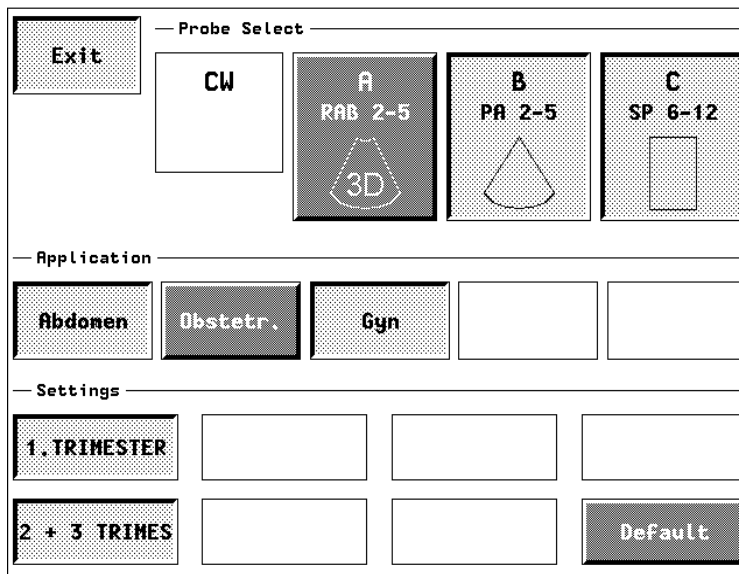 Exit
Probe Select
CW
A
RAB 2-5
3D
B
PA 2-5
C
SP 6-12
Application
Abdomen
Obstetr.
Gyn
Settings
1.TRIMESTER
2 + 3 TRIMES
Default